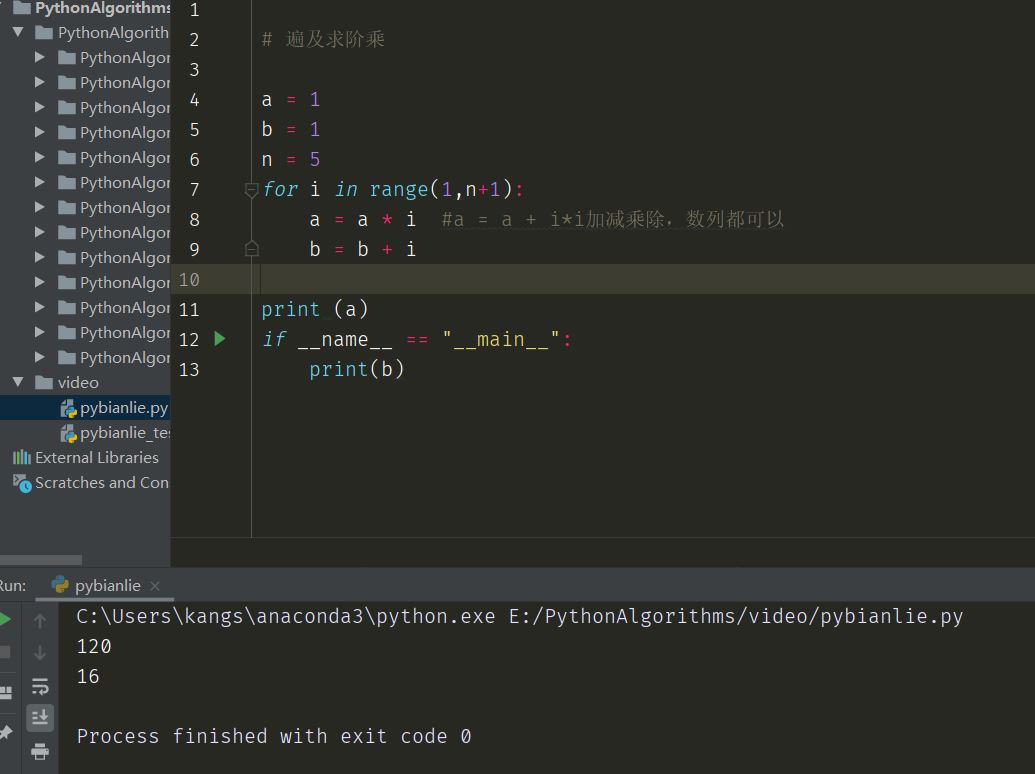 PythonAlgorithms
PythonAlgorith
PythonAlgor
PythonAlgor
PythonAlgor
PythonAlgor
PythonAlgor
PythonAlgor
PythonAlgor
PythonAlgor
PythonAlgor
PythonAlgor
PythonAlgor
PythonAlgor
PythonAlgor
video
pybianlie.py
pybianlie_tes
External Libraries
Scratches and Con
1
2 # 遍及求阶乘
3
4 a = 1
5 b = 1
6 n = 5
7 for i in range(1,n+1):
8 a = a * i #a = a + i*i加减乘除，数列都可以
9 b = b + i
10
11 print (a)
12 if __name__ == "__main__":
13 print(b)
Run: pybianlie
C:\Users\kangs\anaconda3\python.exe E:/PythonAlgorithms/video/pybianlie.py
120
16
Process finished with exit code 0